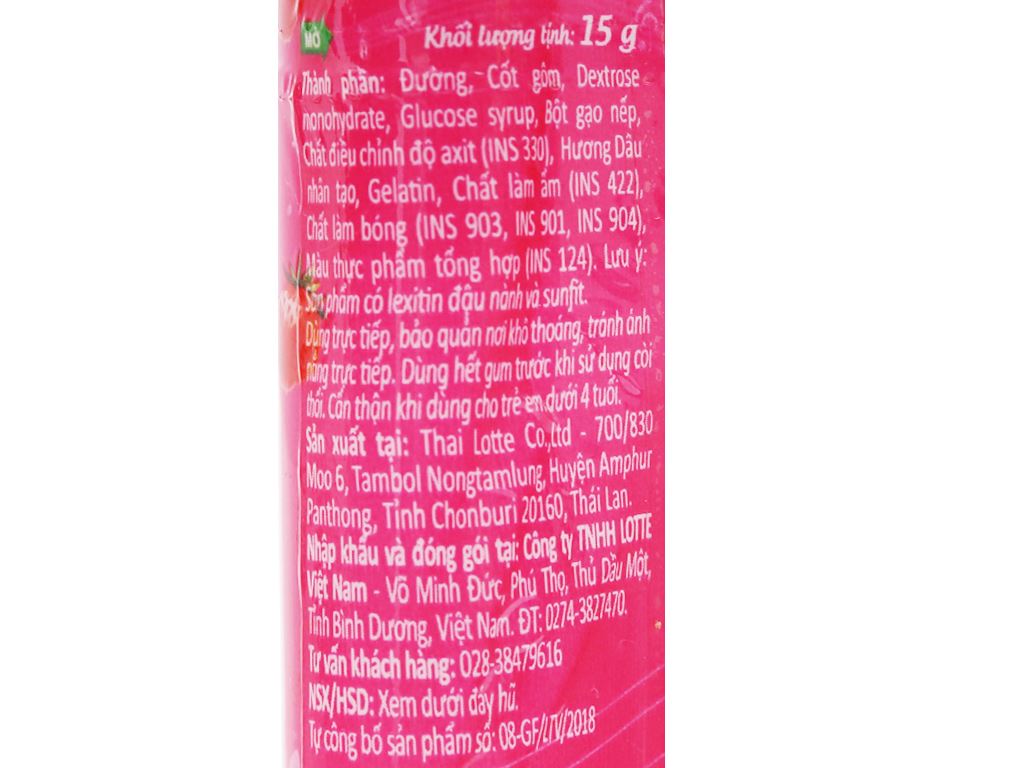 MỞ
Khối lượng tịnh: 15 g
Thành phần: Đường, Cốt gôm, Dextrose
monohydrate, Glucose syrup, Bột gạo nếp,
Chất điều chỉnh độ axit (INS 330), Hương Dâu
nhân tạo, Gelatin, Chất làm ẩm (INS 422),
Chất làm bóng (INS 903, INS 901, INS 904),
Màu thực phẩm tổng hợp (INS 124). Lưu ý:
Sản phẩm có lexitin đậu nành và sunfit.
Dùng trực tiếp, bảo quản nơi khô thoáng, tránh ánh
nắng trực tiếp. Dùng hết gum trước khi sử dụng còi
thổi. Cẩn thận khi dùng cho trẻ em dưới 4 tuổi.
Sản xuất tại: Thai Lotte Co.,Ltd - 700/830
Moo 6, Tambol Nongtamlung, Huyện Amphur
Panthong, Tỉnh Chonburi 20160, Thái Lan.
Nhập khẩu và đóng gói tại: Công ty TNHH LOTTE
Việt Nam - Võ Minh Đức, Phú Thọ, Thủ Dầu Một,
Tỉnh Bình Dương, Việt Nam. ĐT: 0274-3827470.
Tư vấn khách hàng: 028-38479616
NSX/HSD: Xem dưới đáy hũ.
Tự công bố sản phẩm số: 08-GF/LTV/2018